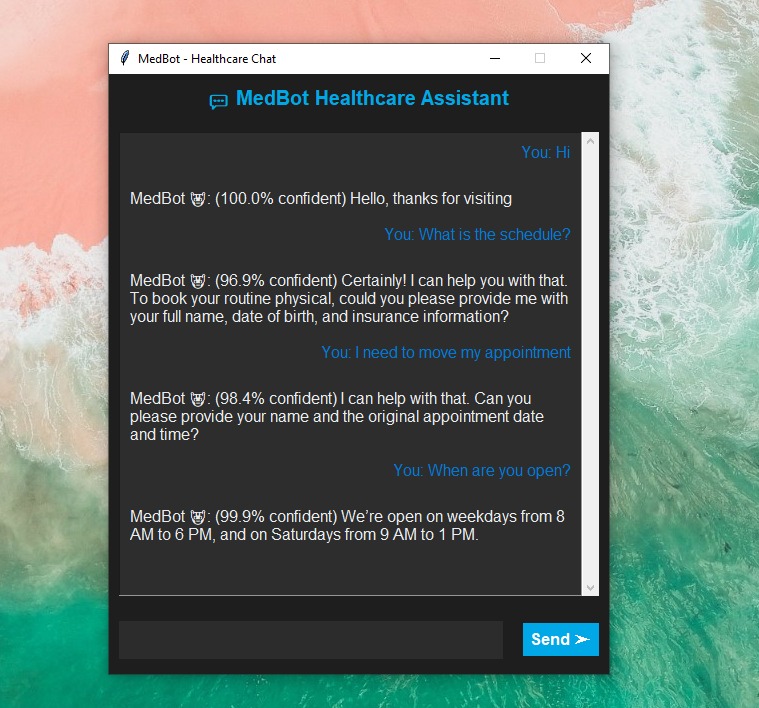 MedBot - Healthcare Chat
MedBot Healthcare Assistant
You: Hi
MedBot 🐯: (100.0% confident) Hello, thanks for visiting
You: What is the schedule?
MedBot 🐯: (96.9% confident) Certainly! I can help you with that.
To book your routine physical, could you please provide me with
your full name, date of birth, and insurance information?
You: I need to move my appointment
MedBot 🐯: (98.4% confident) I can help with that. Can you
please provide your name and the original appointment date
and time?
You: When are you open?
MedBot 🐯: (99.9% confident) We’re open on weekdays from 8
AM to 6 PM, and on Saturdays from 9 AM to 1 PM.
Send ➢